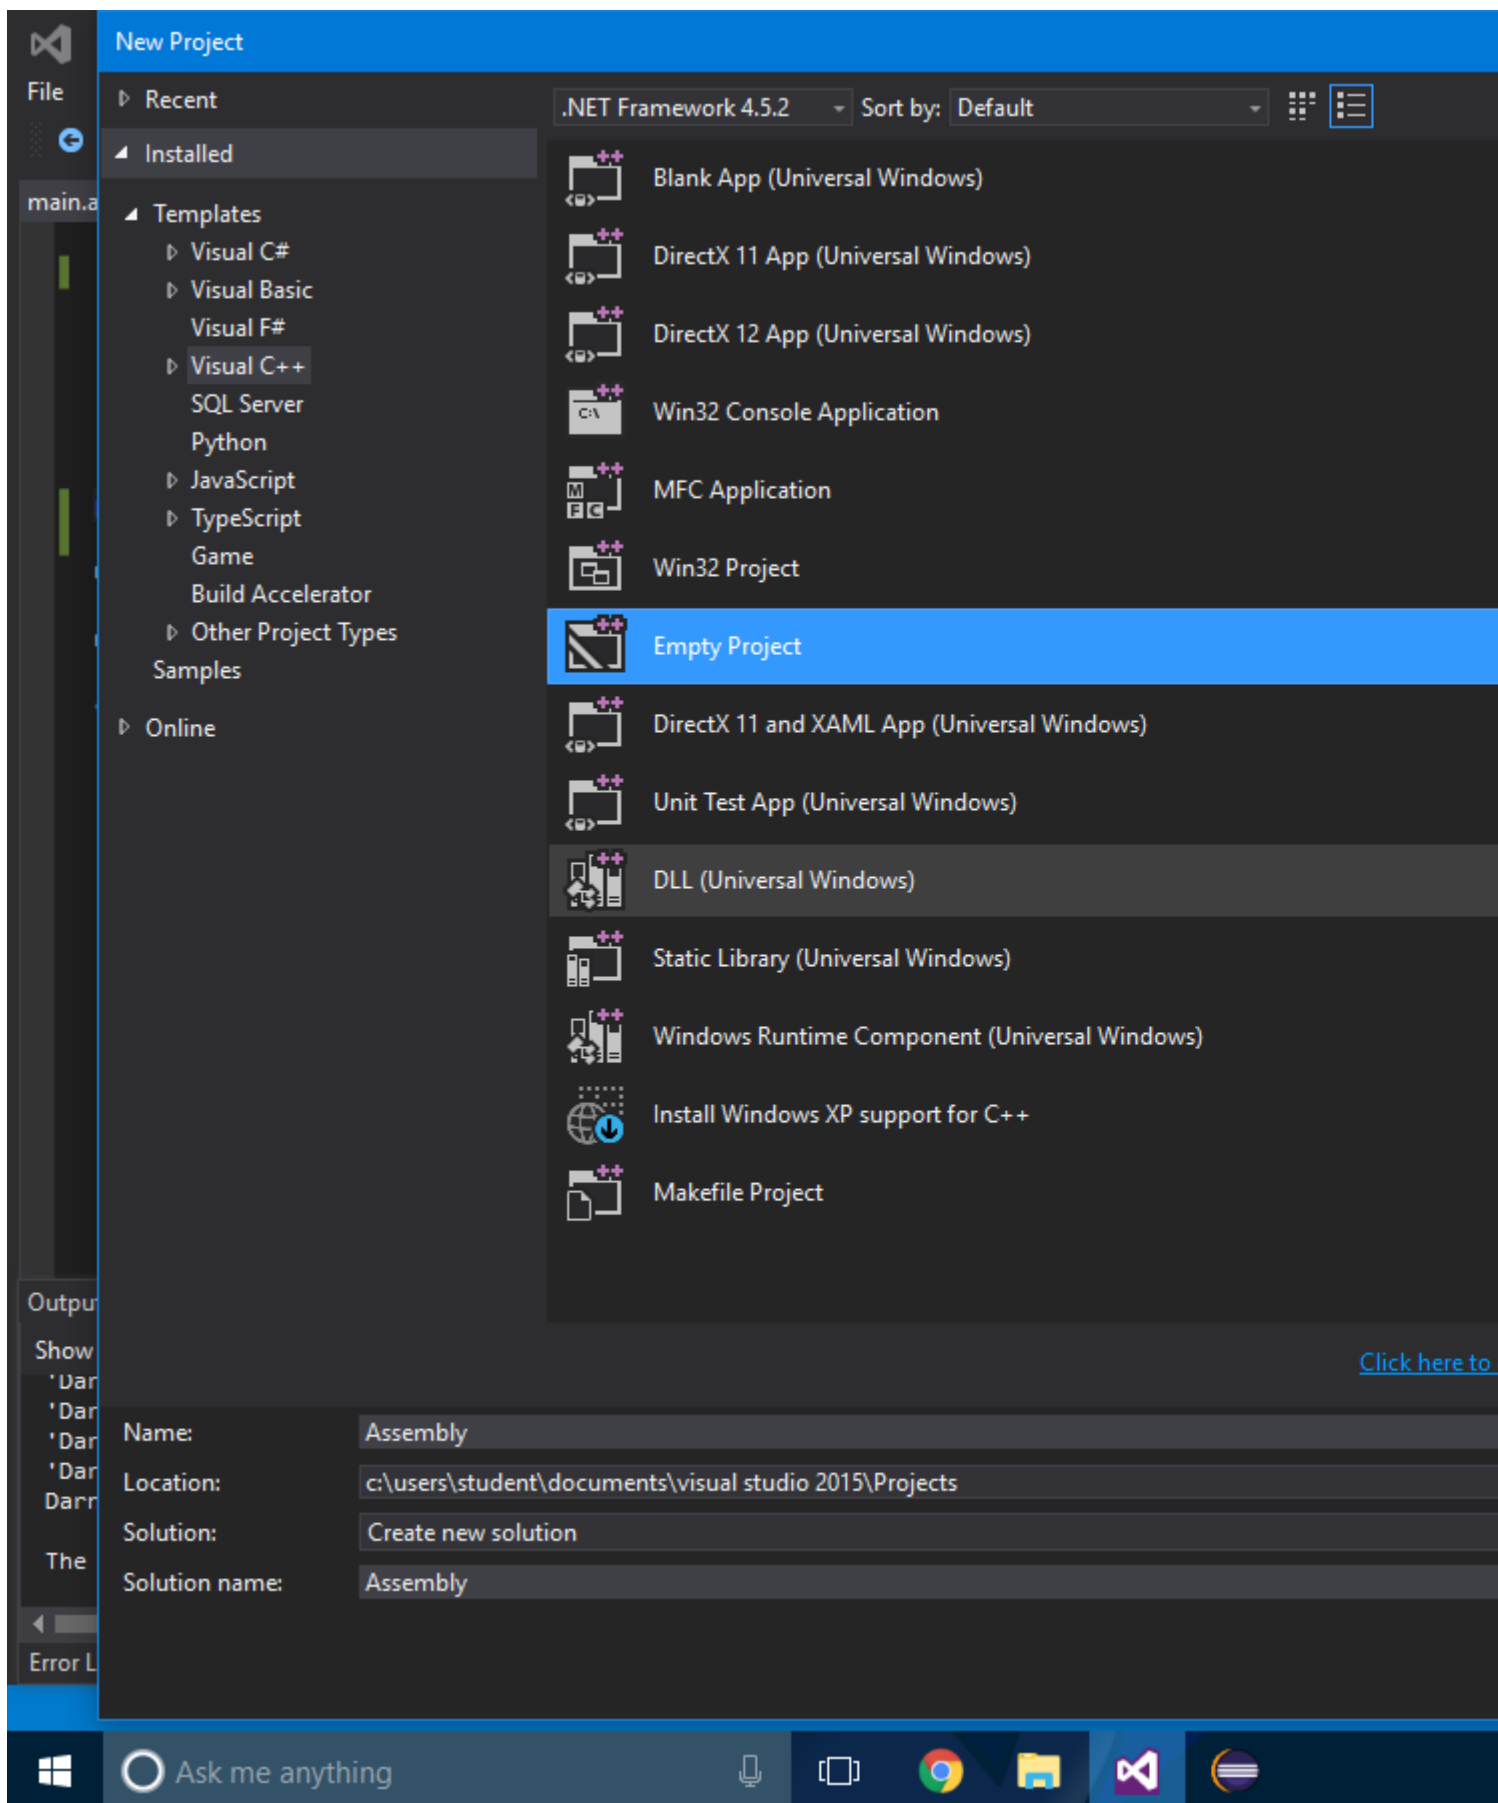 New Project
File
Recent
.NET Framework 4.5.2 Sort by: Default
Installed
main.a
Templates
Visual C#
Visual Basic
Visual F#
Visual C++
SQL Server
Python
JavaScript
TypeScript
Game
Build Accelerator
Other Project Types
Samples
Online
Blank App (Universal Windows)
DirectX 11 App (Universal Windows)
DirectX 12 App (Universal Windows)
C:\
Win32 Console Application
MFC
MFC Application
Win32 Project
Empty Project
DirectX 11 and XAML App (Universal Windows)
Unit Test App (Universal Windows)
DLL (Universal Windows)
Static Library (Universal Windows)
Windows Runtime Component (Universal Windows)
Install Windows XP support for C++
Makefile Project
Click here to
Outpu
Show
'Dar
'Dar
'Dar
'Dar
Darr
The
Error L
Name: Assembly
Location: c:\users\student\documents\visual studio 2015\Projects
Solution: Create new solution
Solution name: Assembly
Ask me anything